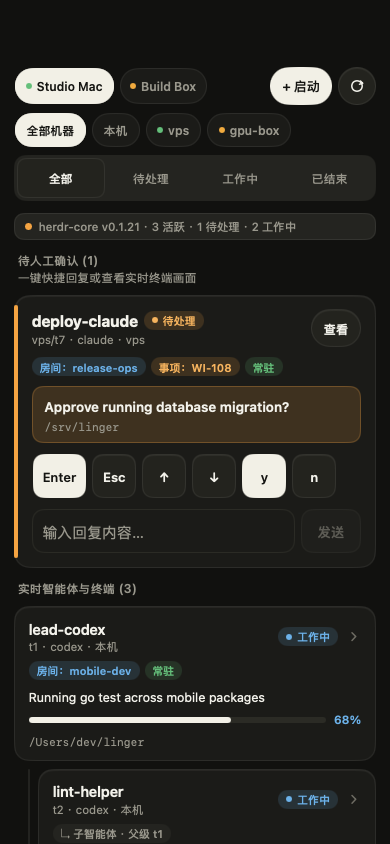 Studio Mac
Build Box
+ 启动
全部机器
本机
vps
gpu-box
全部
待处理
工作中
已结束
herdr-core v0.1.21 · 3 活跃 · 1 待处理 · 2 工作中
待人工确认 (1)
一键快捷回复或查看实时终端画面
deploy-claude
待处理
查看
vps/t7 · claude · vps
房间：release-ops
事项：WI-108
常驻
Approve running database migration?
/srv/linger
Enter
Esc
↑
↓
y
n
输入回复内容...
发送
实时智能体与终端 (3)
lead-codex
工作中
t1 · codex · 本机
房间：mobile-dev
常驻
Running go test across mobile packages
68%
/Users/dev/linger
lint-helper
工作中
t2 · codex · 本机
子智能体 · 父级 t1